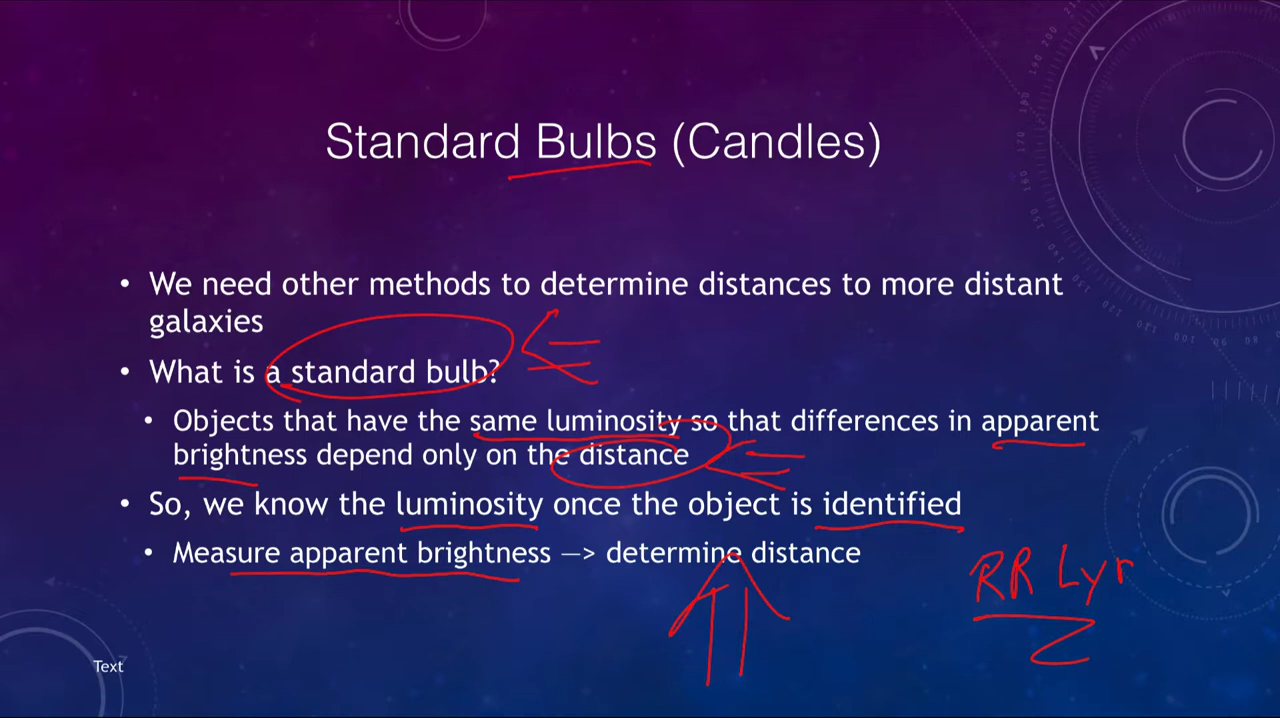 Standard Bulbs (Candles)
• We need other methods to determine distances to more distant
galaxies
• What is a standard bulb?
• Objects that have the same luminosity so that differences in apparent
brightness depend only on the distance
• So, we know the luminosity once the object is identified
• Measure apparent brightness —> determine distance
RR Lyr
Text